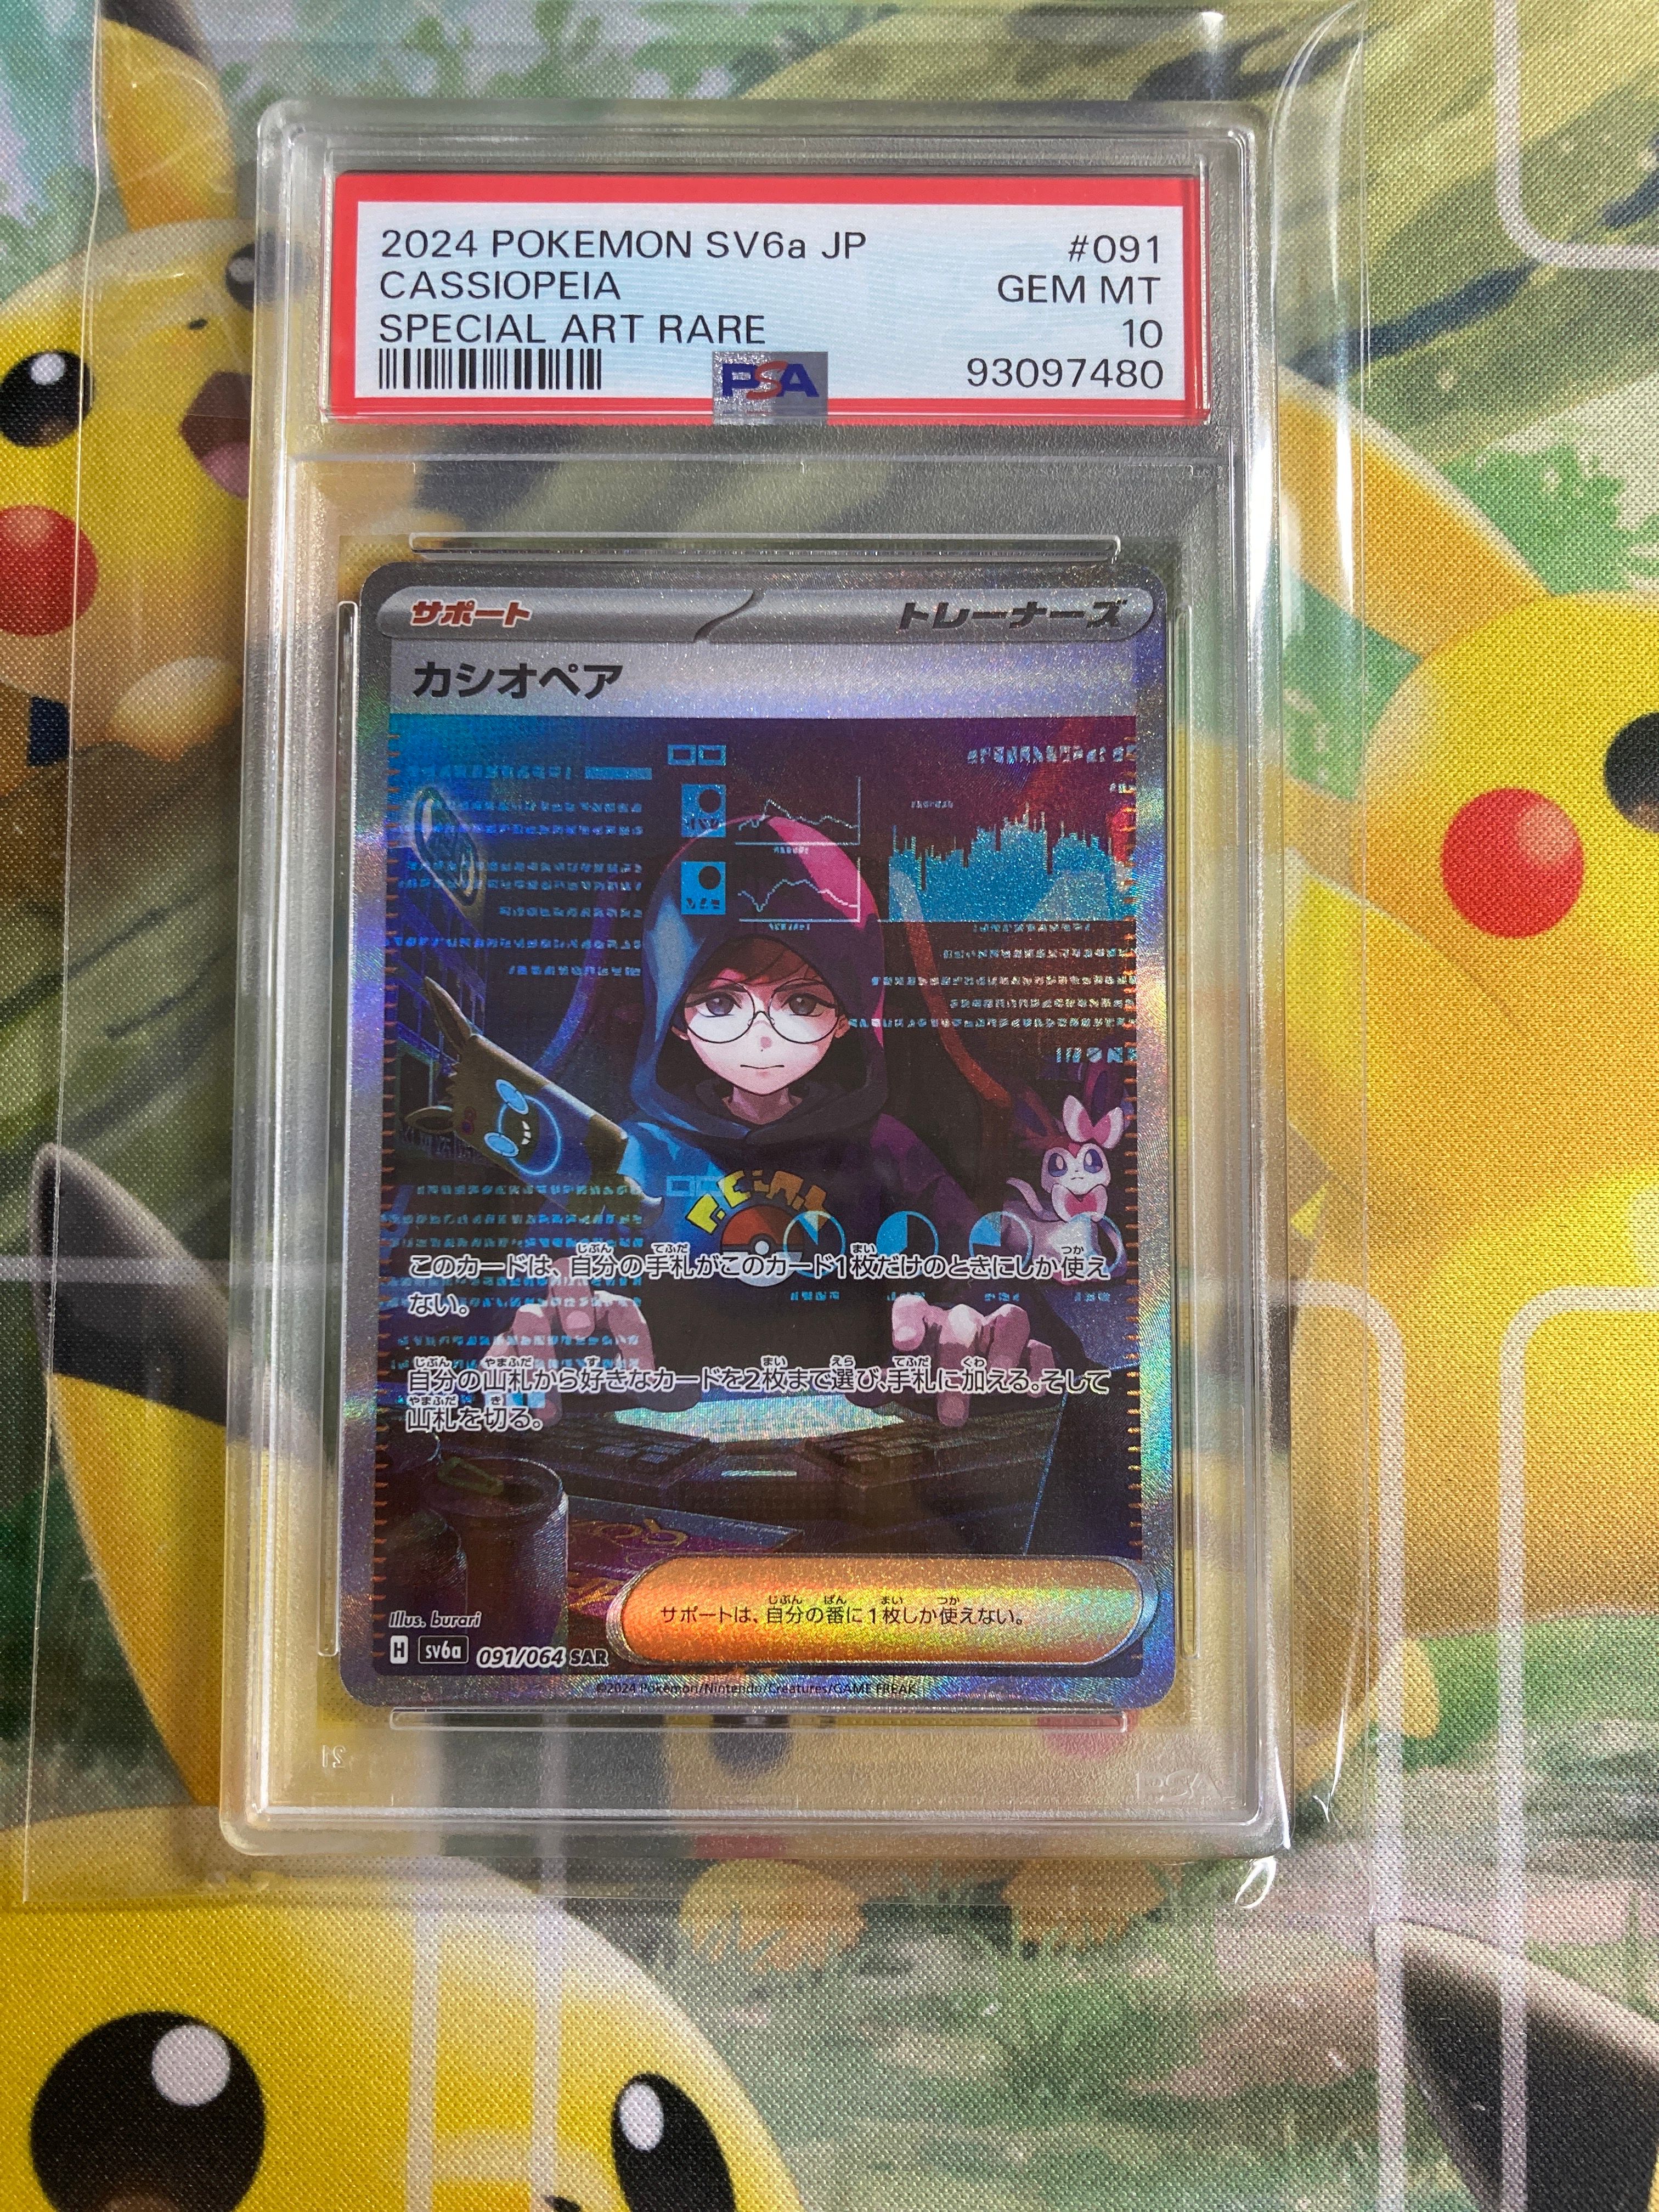 2024 POKEMON SV6a JP #091
CASSIOPEIA GEM MT
SPECIAL ART RARE 10
PSA 93097480
サポート トレーナーズ
カシオペア
このカードは、自分の手札がこのカード1枚だけのときにしか使え
ない。
自分の山札から好きなカードを2枚まで選び、手札に加える。そして
山札を切る。
サポートは、自分の番に1枚しか使えない。
Illus. burari
H sv6a 091/064 SAR
©2024 Pokémon/Nintendo/Creatures/GAME FREAK
PSA